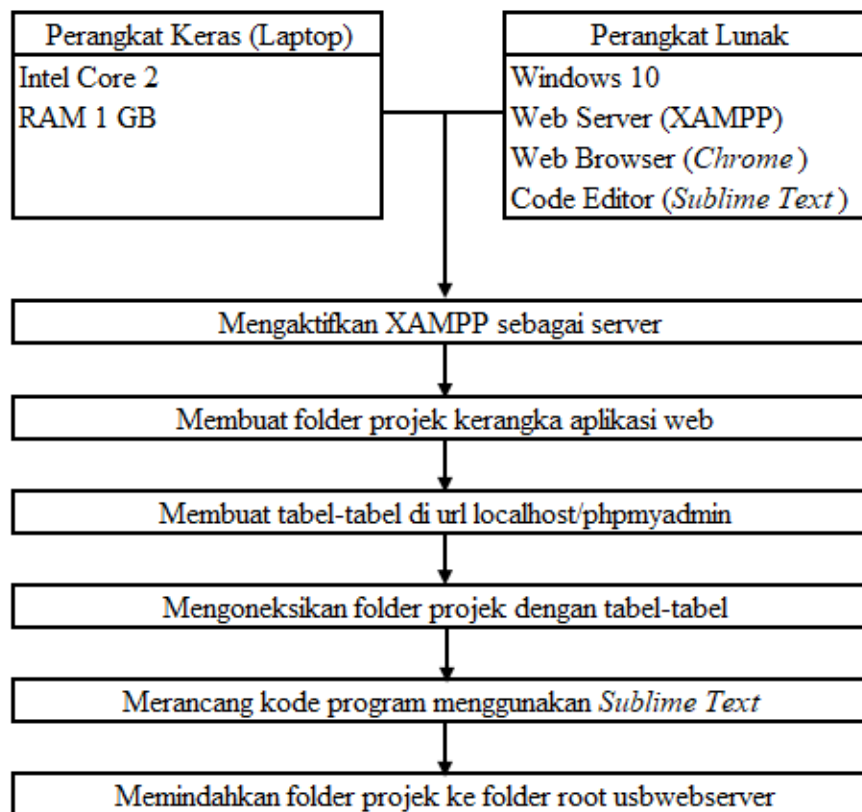 Perangkat Keras (Laptop)
Intel Core 2
RAM 1 GB
Perangkat Lunak
Windows 10
Web Server (XAMPP)
Web Browser (Chrome)
Code Editor (Sublime Text)
Mengaktifkan XAMPP sebagai server
Membuat folder projek kerangka aplikasi web
Membuat tabel-tabel di url localhost/phpmyadmin
Mengoneksikan folder projek dengan tabel-tabel
Merancang kode program menggunakan Sublime Text
Memindahkan folder projek ke folder root usbwebserver